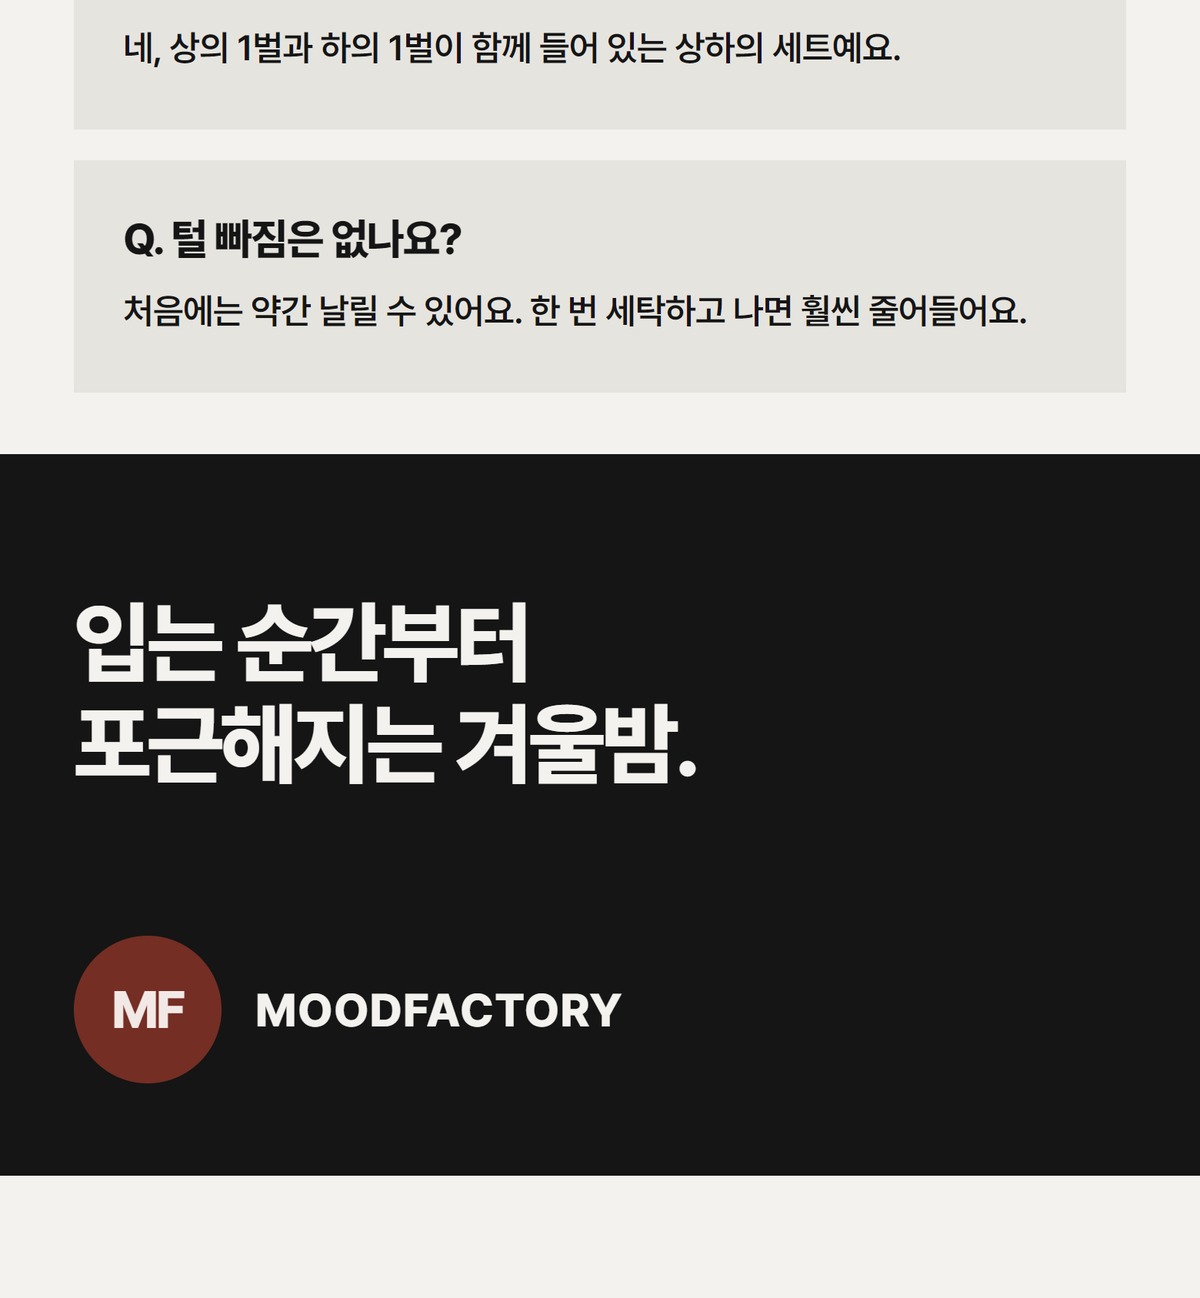 네, 상의 1벌과 하의 1벌이 함께 들어 있는 상하의 세트예요.
Q. 털 빠짐은 없나요?
처음에는 약간 날릴 수 있어요. 한 번 세탁하고 나면 훨씬 줄어들어요.
입는 순간부터
포근해지는 겨울밤.
MF
MOODFACTORY